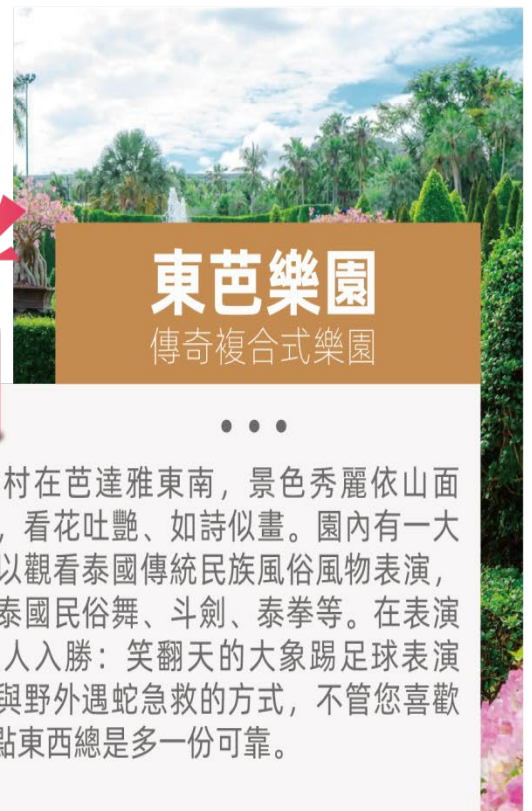 東芭樂園
傳奇複合式樂園
村在芭達雅東南，景色秀麗依山面
，看花吐艷、如詩似畫。園內有一大
以觀看泰國傳統民族風俗風物表演，
泰國民俗舞、斗劍、泰拳等。在表演
人入勝：笑翻天的大象踢足球表演
與野外遇蛇急救的方式，不管您喜歡
點東西總是多一份可靠。